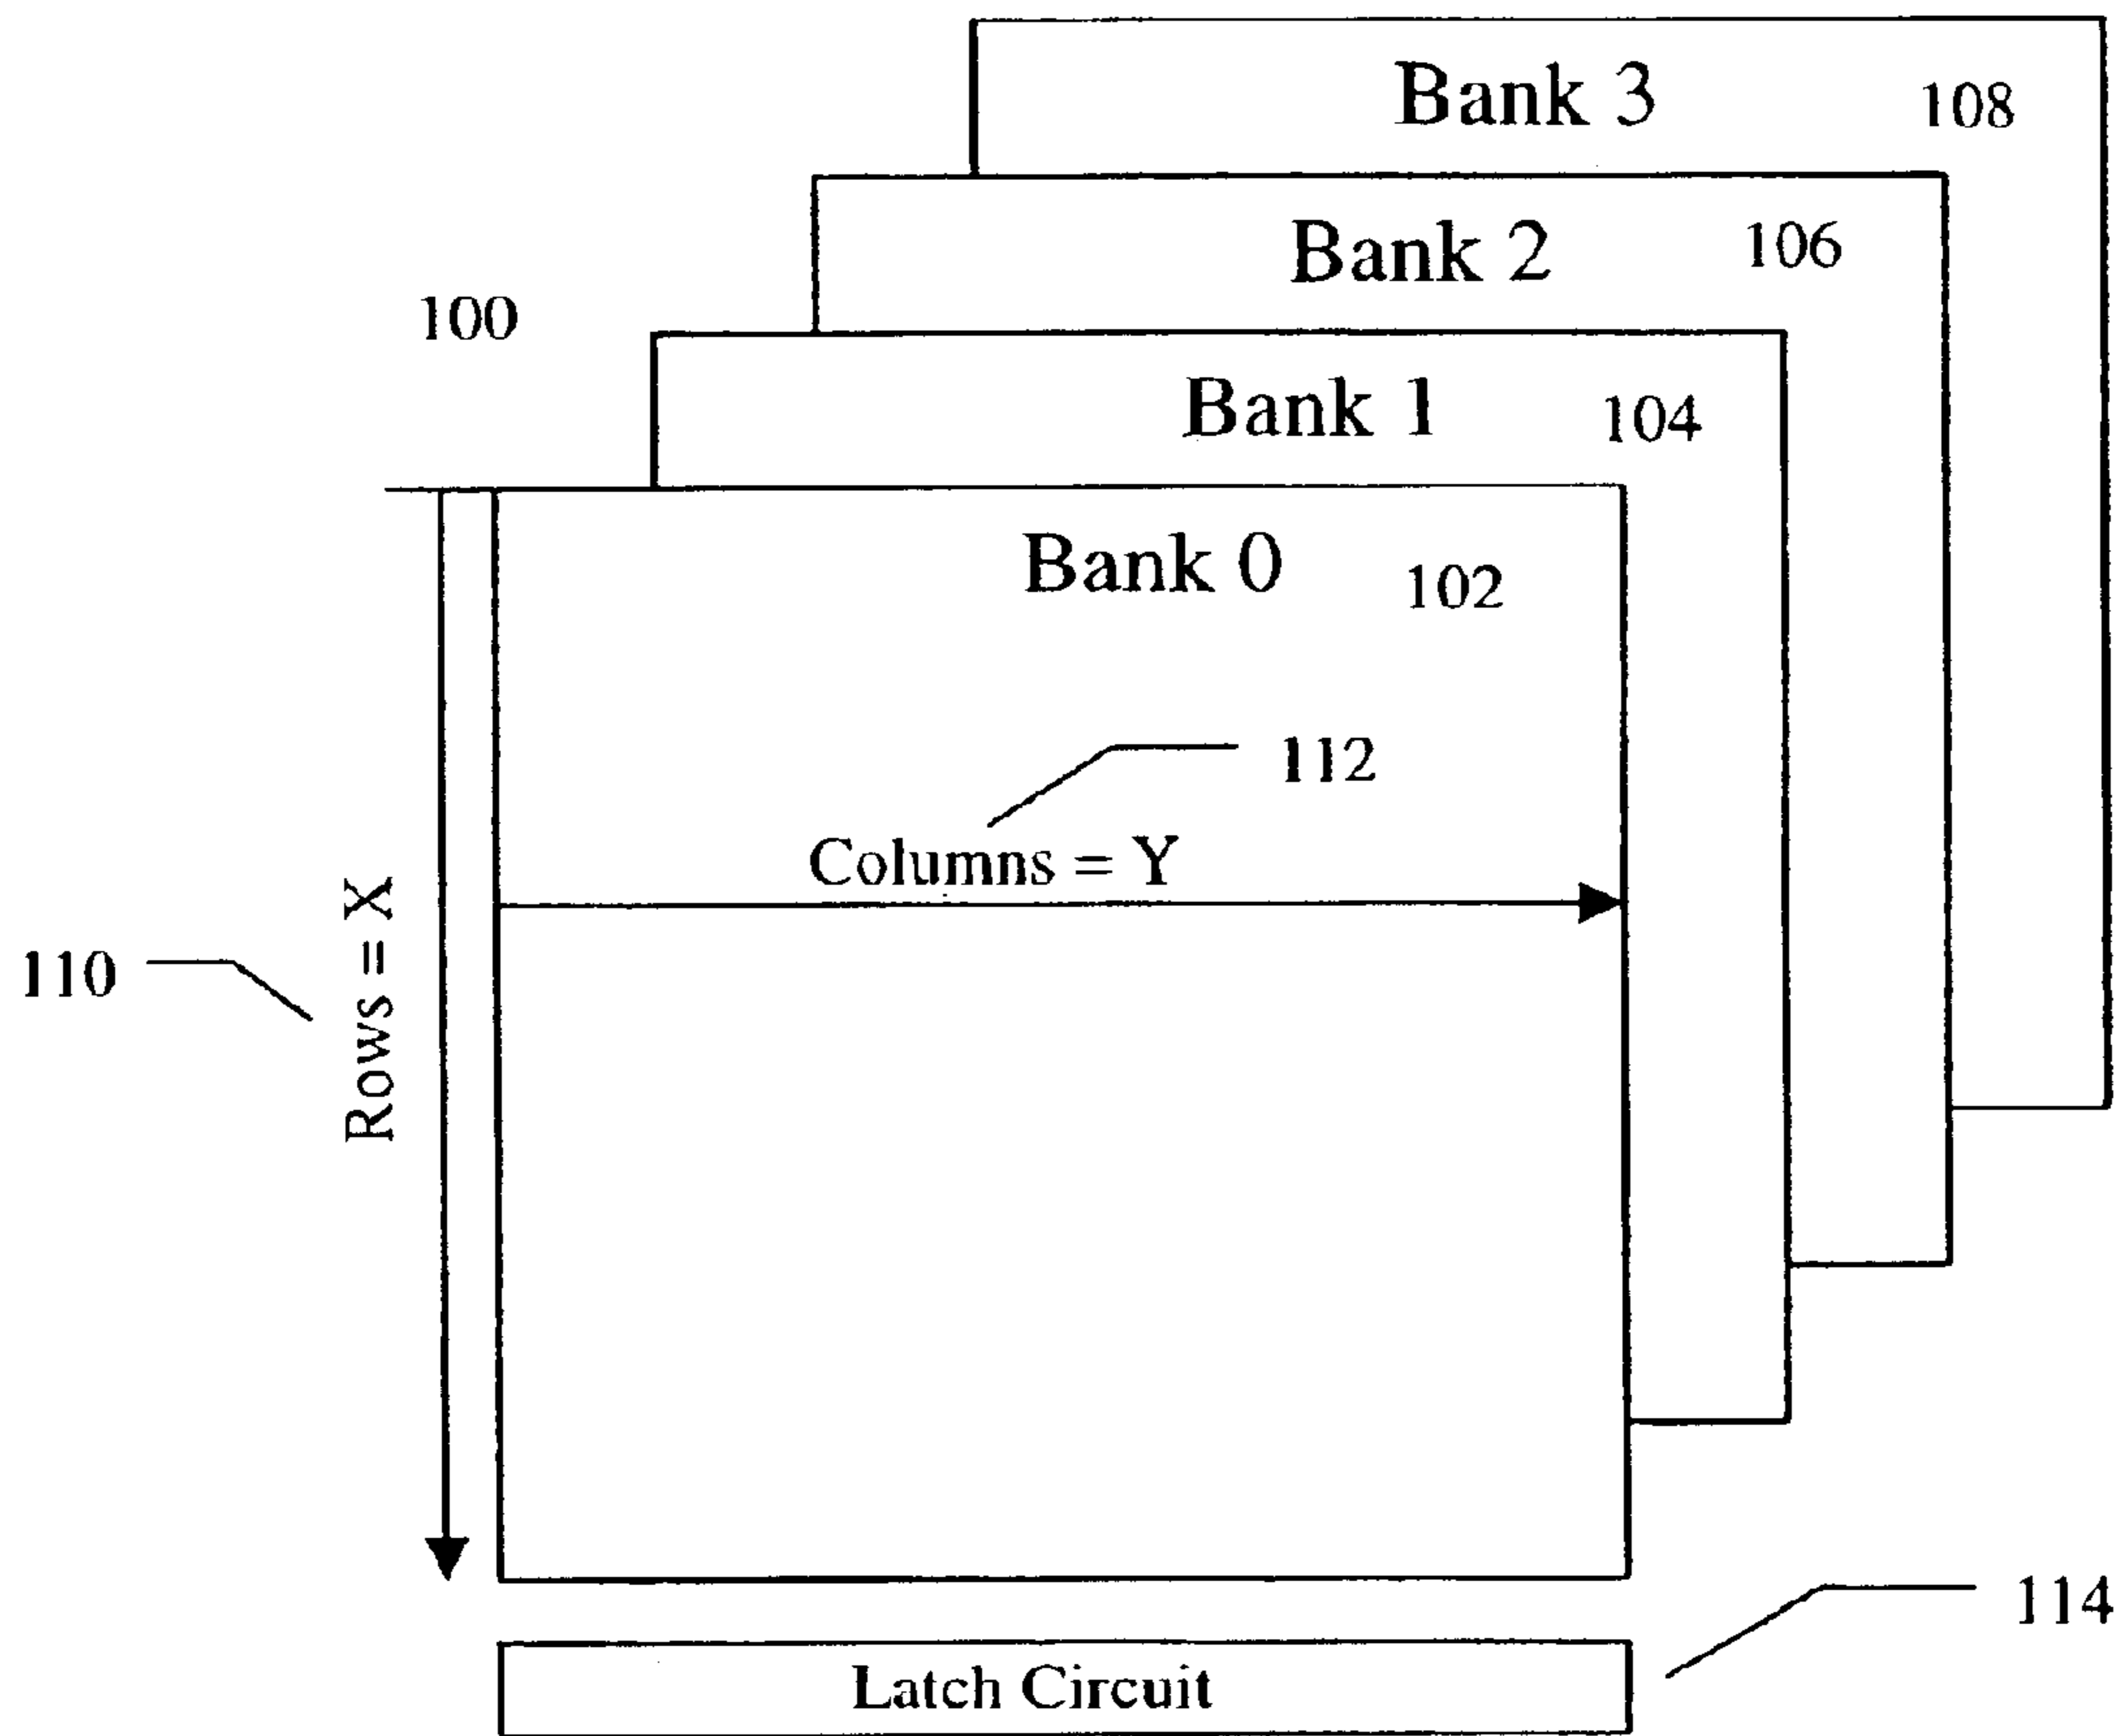 Bank 3 108
Bank 2 106
100
Bank 1 104
Bank 0 102
112
Columns = Y
110
Rows = X
114
Latch Circuit